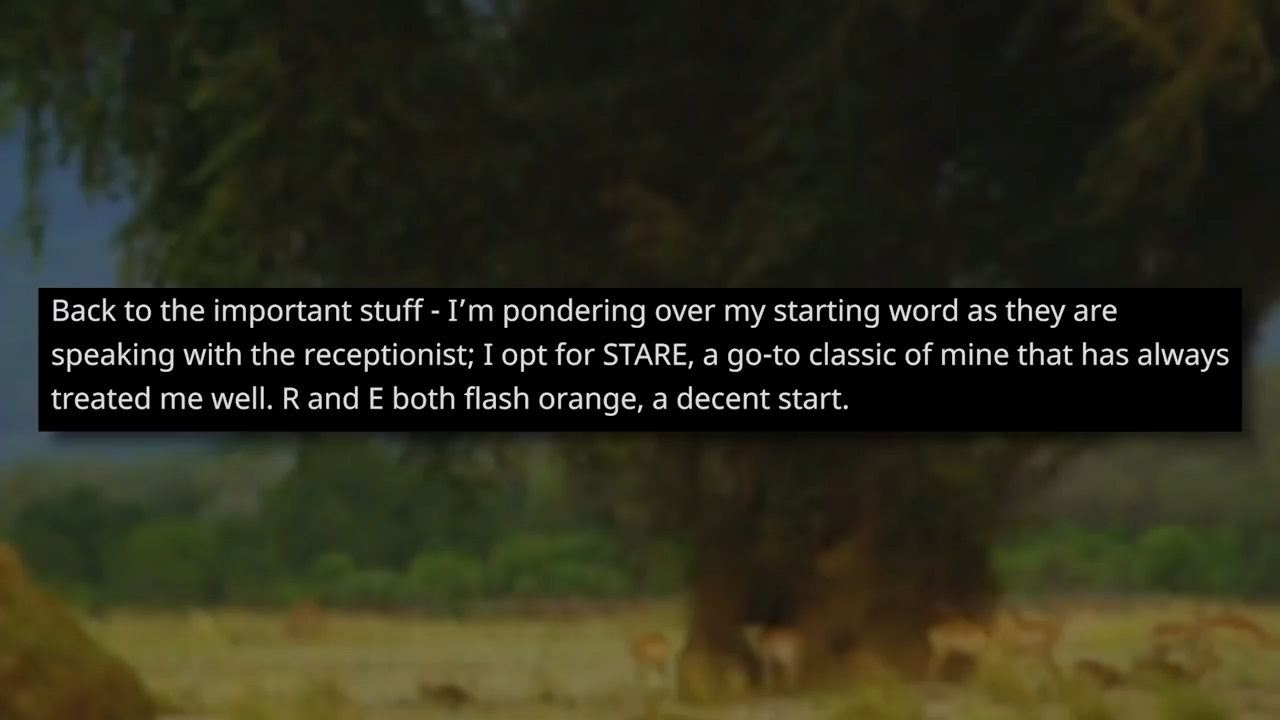 Back to the important stuff - I’m pondering over my starting word as they are
speaking with the receptionist; I opt for STARE, a go-to classic of mine that has always
treated me well. R and E both flash orange, a decent start.